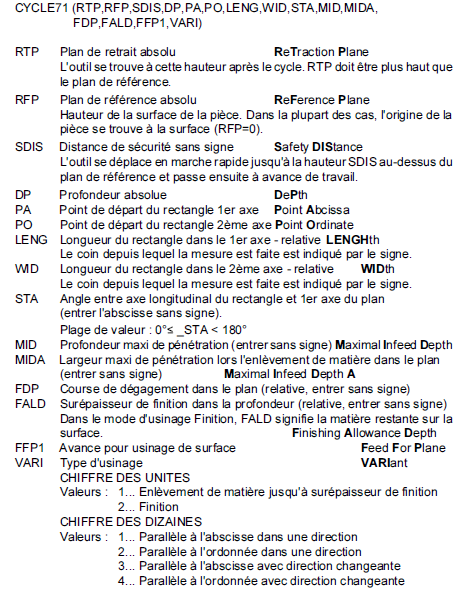 CYCLE71 (RTP,RFP,SDIS,DP,PA,PO,LENG,WID,STA,MID,MIDA,
FDP,FALD,FFP1,VARI)
RTP Plan de retrait absolu ReTraction Plane
L'outil se trouve à cette hauteur après le cycle. RTP doit être plus haut que
le plan de référence.
RFP Plan de référence absolu ReFerence Plane
Hauteur de la surface de la pièce. Dans la plupart des cas, l'origine de la
pièce se trouve à la surface (RFP=0).
SDIS Distance de sécurité sans signe Safety DIStance
L'outil se déplace en marche rapide jusqu'à la hauteur SDIS au-dessus du
plan de référence et passe ensuite à avance de travail.
DP Profondeur absolue DePth
PA Point de départ du rectangle 1er axe Point Abcissa
PO Point de départ du rectangle 2ème axe Point Ordinate
LENG Longueur du rectangle dans le 1er axe - relative LENGHth
Le coin depuis lequel la mesure est faite est indiqué par le signe.
WID Longueur du rectangle dans le 2ème axe - relative WIDth
Le coin depuis lequel la mesure est faite est indiqué par le signe.
STA Angle entre axe longitudinal du rectangle et 1er axe du plan
(entrer l'abscisse sans signe).
Plage de valeur : 0°≤ _STA < 180°
MID Profondeur maxi de pénétration (entrer sans signe) Maximal Infeed Depth
MIDA Largeur maxi de pénétration lors l'enlèvement de matière dans le plan
(entrer sans signe) Maximal Infeed Depth A
FDP Course de dégagement dans le plan (relative, entrer sans signe)
FALD Surépaisseur de finition dans la profondeur (relative, entrer sans signe)
Dans le mode d'usinage Finition, FALD signifie la matière restante sur la
surface. Finishing Allowance Depth
FFP1 Avance pour usinage de surface Feed For Plane
VARI Type d'usinage VARIant
CHIFFRE DES UNITES
Valeurs : 1... Enlèvement de matière jusqu'à surépaisseur de finition
2... Finition
CHIFFRE DES DIZAINES
Valeurs : 1... Parallèle à l'abscisse dans une direction
2... Parallèle à l'ordonnée dans une direction
3... Parallèle à l'abscisse avec direction changeante
4... Parallèle à l'ordonnée avec direction changeante